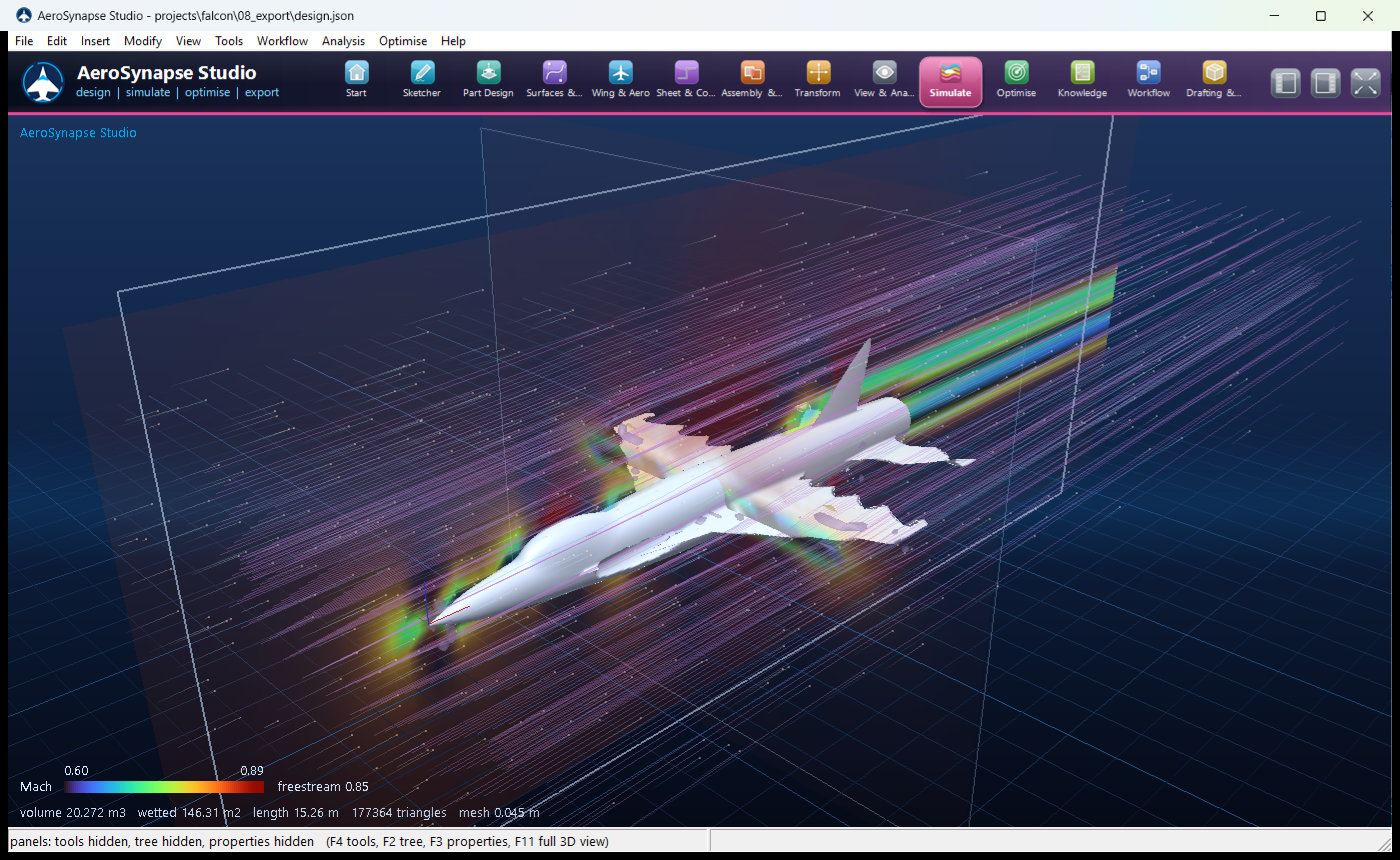 AeroSynapse Studio - projects\falcon\08_export\design.json
File Edit Insert Modify View Tools Workflow Analysis Optimise Help
AeroSynapse Studio
design | simulate | optimise | export
Start Sketcher Part Design Surfaces &... Wing & Aero Sheet & Co... Assembly &... Transform View & Ana... Simulate Optimise Knowledge Workflow Drafting &...
AeroSynapse Studio
0.60 0.89
Mach freestream 0.85
volume 20.272 m3 wetted 146.31 m2 length 15.26 m 177364 triangles mesh 0.045 m
panels: tools hidden, tree hidden, properties hidden (F4 tools, F2 tree, F3 properties, F11 full 3D view)